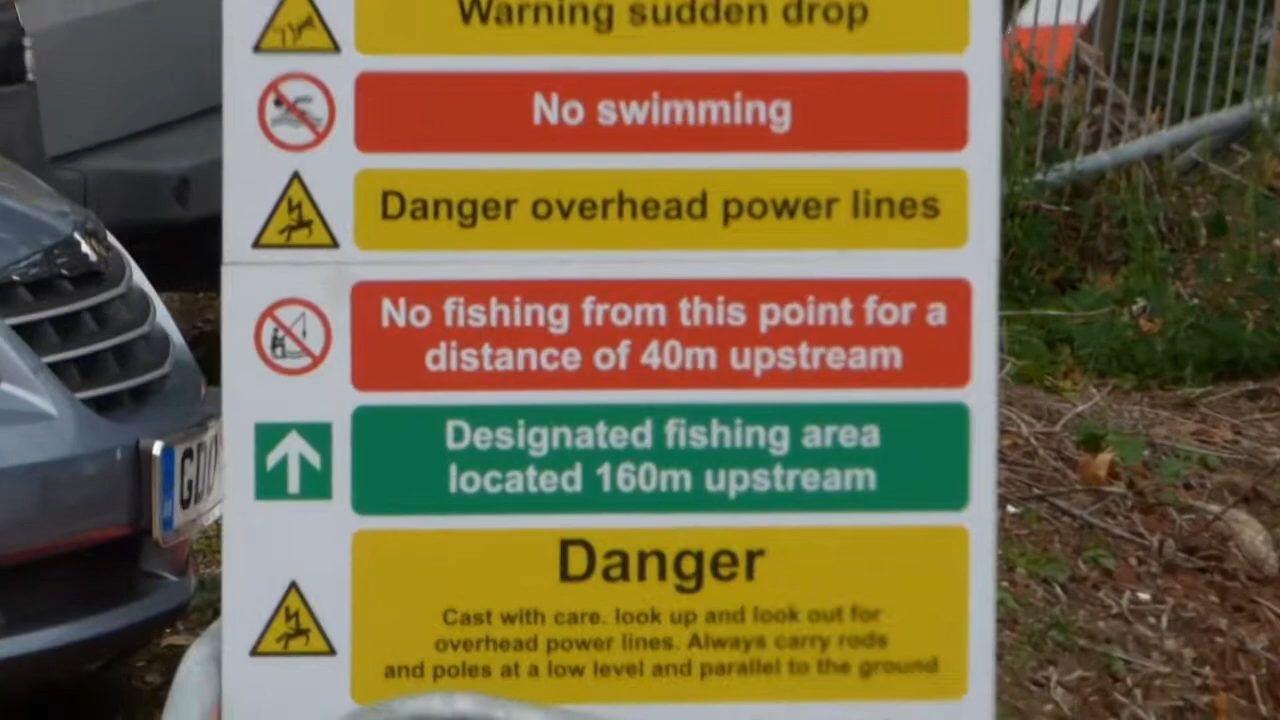 Warning sudden drop
No swimming
Danger overhead power lines
No fishing from this point for a
distance of 40m upstream
Designated fishing area
located 160m upstream
Danger
Cast with care. look up and look out for
overhead power lines. Always carry rods
and poles at a low level and parallel to the ground